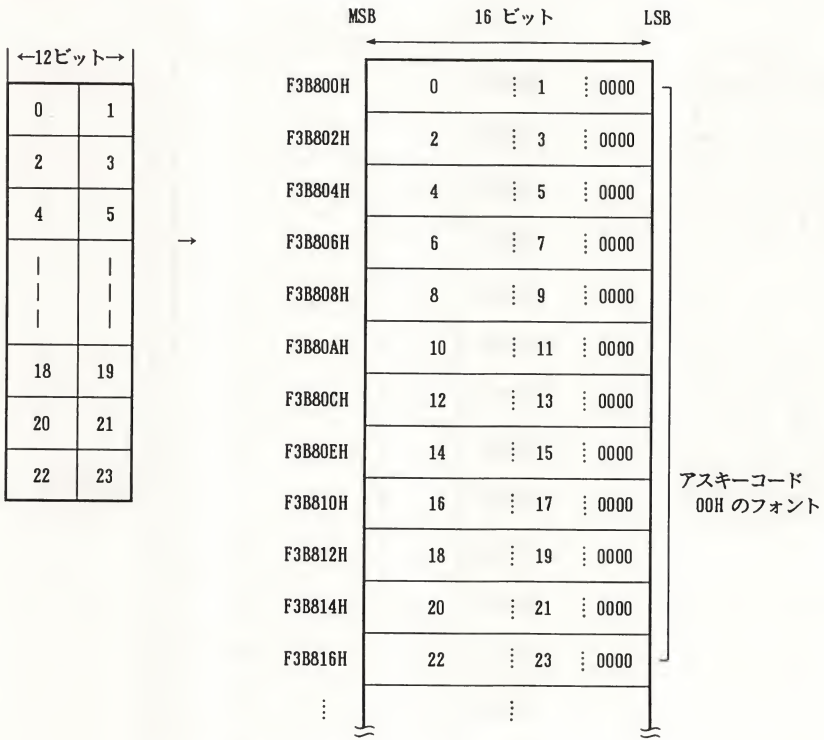 MSB 16 ビット LSB
←12ビット→
0 1
2 3
4 5
18 19
20 21
22 23
→
F3B800H 0 1 0000
F3B802H 2 3 0000
F3B804H 4 5 0000
F3B806H 6 7 0000
F3B808H 8 9 0000
F3B80AH 10 11 0000
F3B80CH 12 13 0000
F3B80EH 14 15 0000
F3B810H 16 17 0000
F3B812H 18 19 0000
F3B814H 20 21 0000
F3B816H 22 23 0000
アスキーコード
00H のフォント